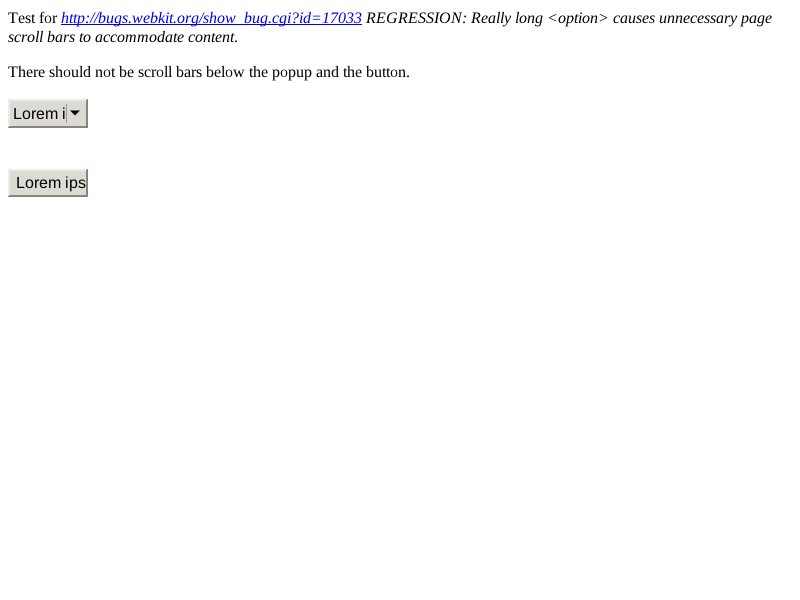 Test for http://bugs.webkit.org/show_bug.cgi?id=17033 REGRESSION: Really long <option> causes unnecessary page
scroll bars to accommodate content.
There should not be scroll bars below the popup and the button.
Lorem i
Lorem ips